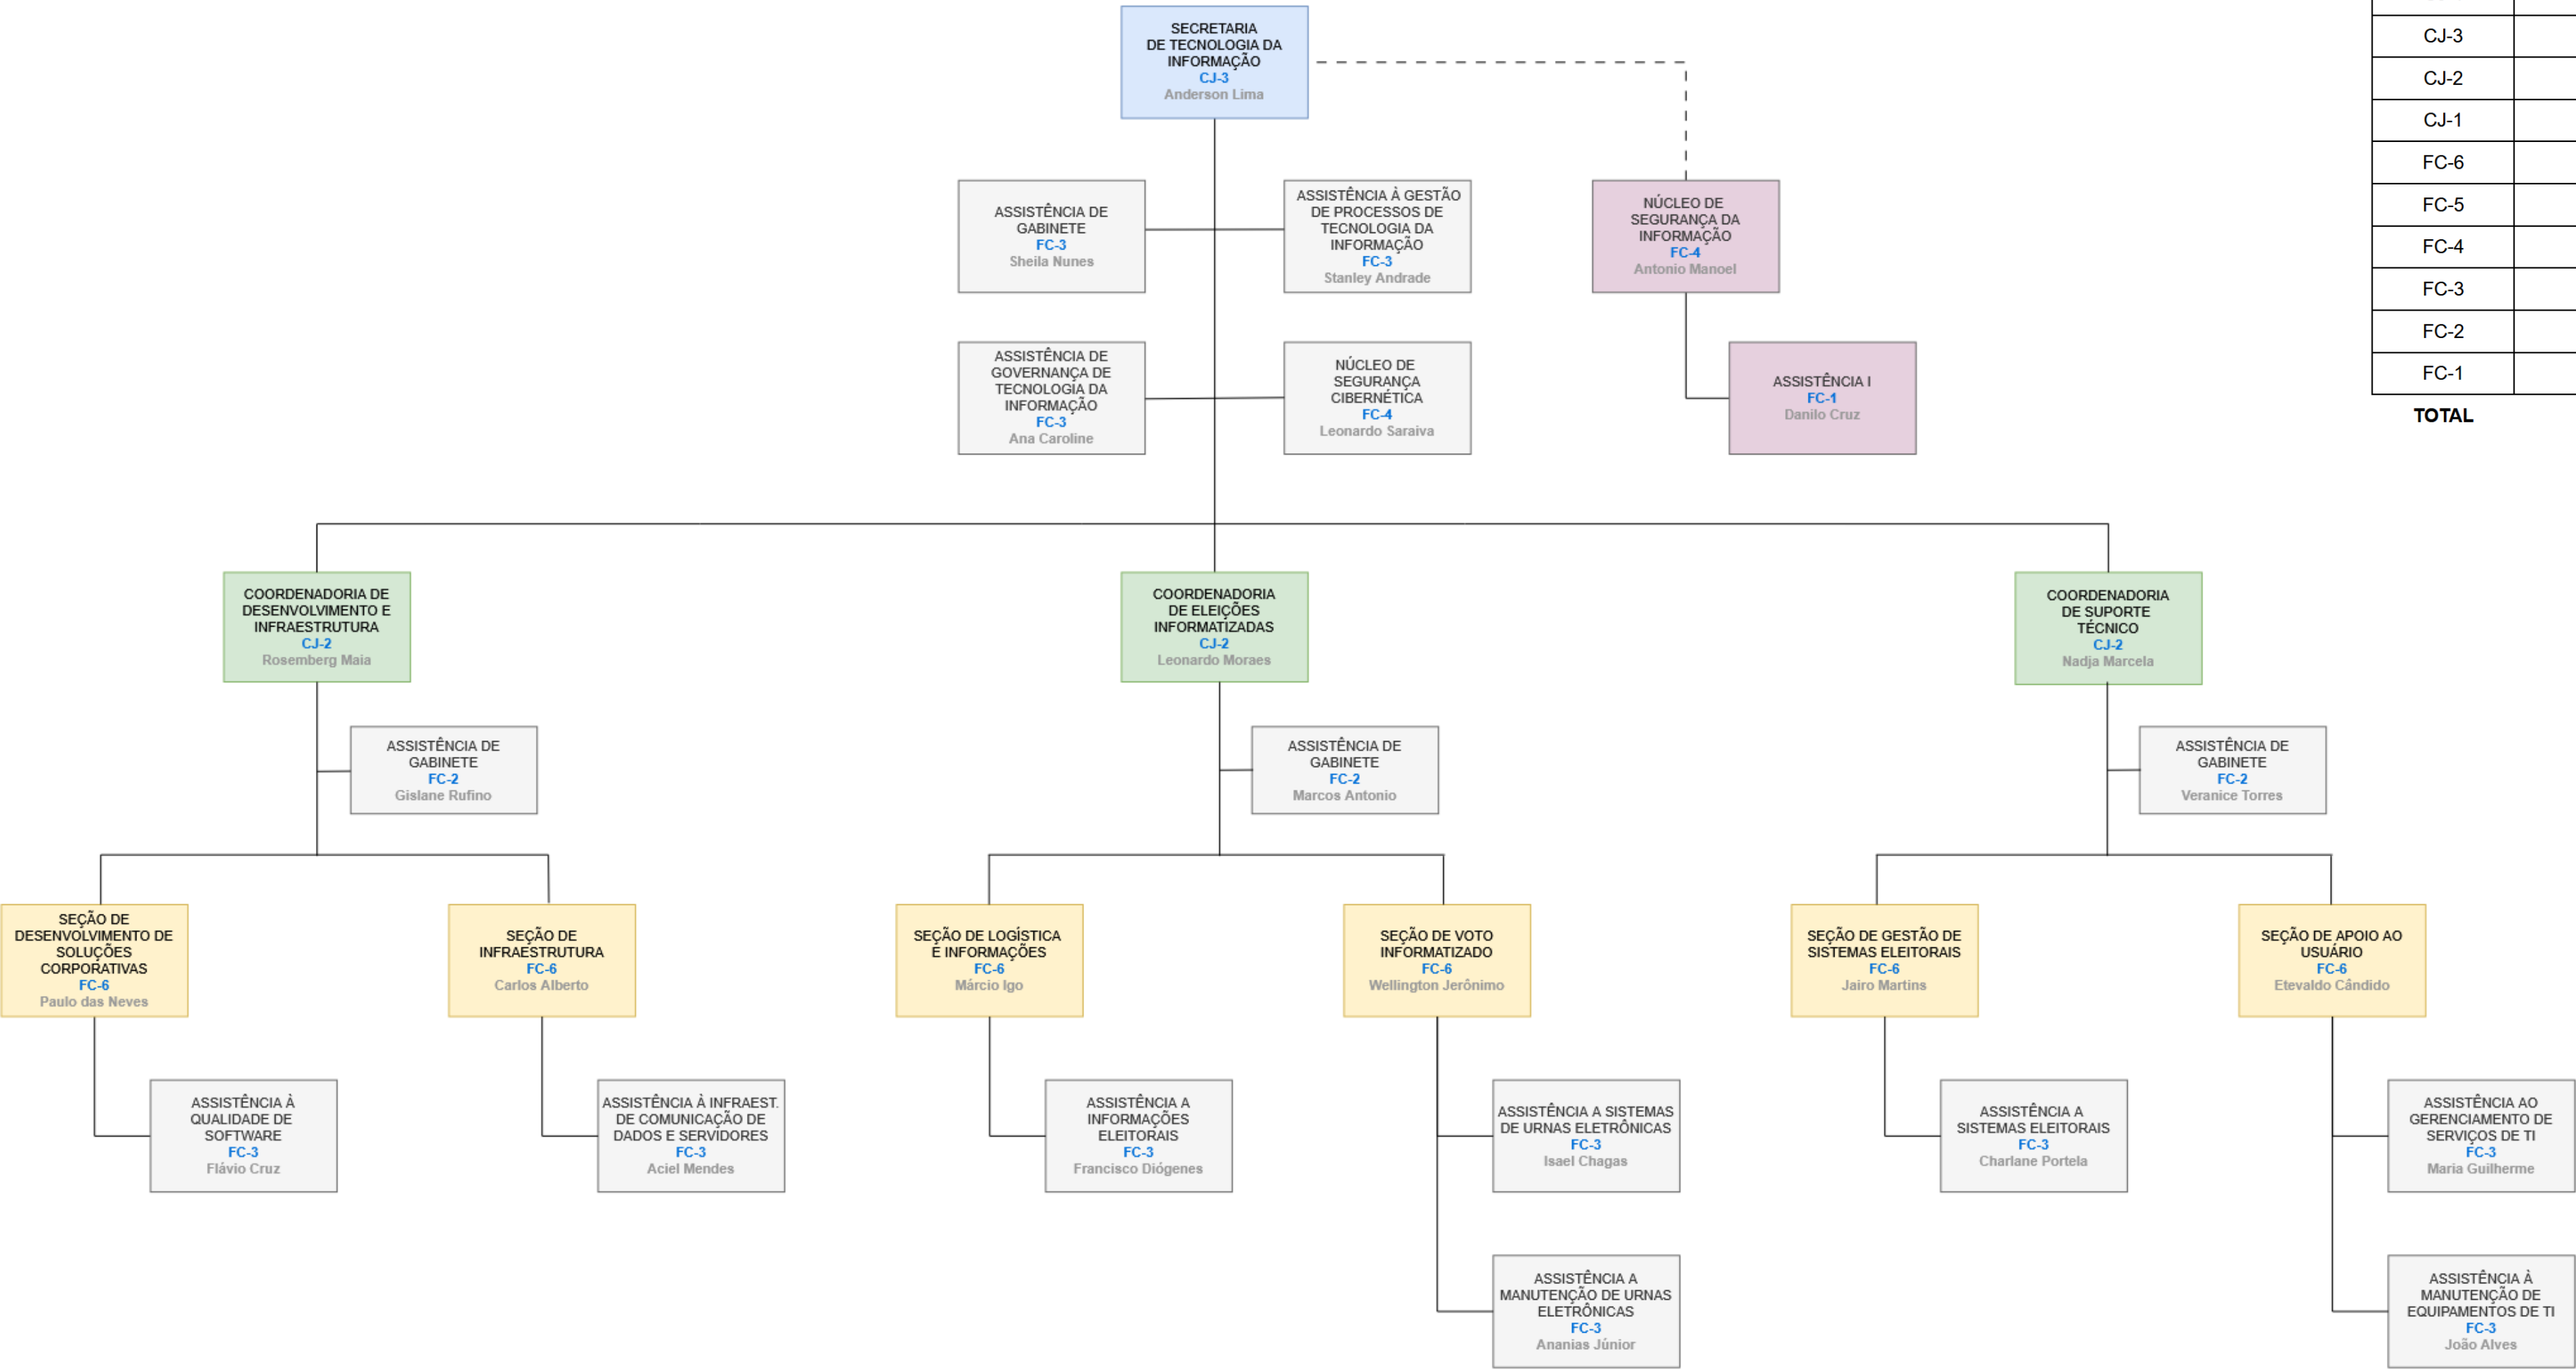 SECRETARIA
DE TECNOLOGIA DA
INFORMAÇÃO
CJ-3
Anderson Lima
ASSISTÊNCIA DE
GABINETE
FC-3
Sheila Nunes
ASSISTÊNCIA À GESTÃO
DE PROCESSOS DE
TECNOLOGIA DA
INFORMAÇÃO
FC-3
Stanley Andrade
NÚCLEO DE
SEGURANÇA DA
INFORMAÇÃO
FC-4
Antonio Manoel
ASSISTÊNCIA DE
GOVERNANÇA DE
TECNOLOGIA DA
INFORMAÇÃO
FC-3
Ana Caroline
NÚCLEO DE
SEGURANÇA
CIBERNÉTICA
FC-4
Leonardo Saraiva
ASSISTÊNCIA I
FC-1
Danilo Cruz
CJ-3
CJ-2
CJ-1
FC-6
FC-5
FC-4
FC-3
FC-2
FC-1
TOTAL
COORDENADORIA DE
DESENVOLVIMENTO E
INFRAESTRUTURA
CJ-2
Rosemberg Maia
COORDENADORIA
DE ELEIÇÕES
INFORMATIZADAS
CJ-2
Leonardo Moraes
COORDENADORIA
DE SUPORTE
TÉCNICO
CJ-2
Nadja Marcela
ASSISTÊNCIA DE
GABINETE
FC-2
Gislane Rufino
ASSISTÊNCIA DE
GABINETE
FC-2
Marcos Antonio
ASSISTÊNCIA DE
GABINETE
FC-2
Veranice Torres
SEÇÃO DE
DESENVOLVIMENTO DE
SOLUÇÕES
CORPORATIVAS
FC-6
Paulo das Neves
SEÇÃO DE
INFRAESTRUTURA
FC-6
Carlos Alberto
SEÇÃO DE LOGÍSTICA
E INFORMAÇÕES
FC-6
Márcio Igo
SEÇÃO DE VOTO
INFORMATIZADO
FC-6
Wellington Jerônimo
SEÇÃO DE GESTÃO DE
SISTEMAS ELEITORAIS
FC-6
Jairo Martins
SEÇÃO DE APOIO AO
USUÁRIO
FC-6
Etevaldo Cândido
ASSISTÊNCIA À
QUALIDADE DE
SOFTWARE
FC-3
Flávio Cruz
ASSISTÊNCIA À INFRAEST.
DE COMUNICAÇÃO DE
DADOS E SERVIDORES
FC-3
Aciel Mendes
ASSISTÊNCIA A
INFORMAÇÕES
ELEITORAIS
FC-3
Francisco Diógenes
ASSISTÊNCIA A SISTEMAS
DE URNAS ELETRÔNICAS
FC-3
Isael Chagas
ASSISTÊNCIA A
SISTEMAS ELEITORAIS
FC-3
Charlane Portela
ASSISTÊNCIA AO
GERENCIAMENTO DE
SERVIÇOS DE TI
FC-3
Maria Guilherme
ASSISTÊNCIA A
MANUTENÇÃO DE URNAS
ELETRÔNICAS
FC-3
Ananias Júnior
ASSISTÊNCIA À
MANUTENÇÃO DE
EQUIPAMENTOS DE TI
FC-3
João Alves